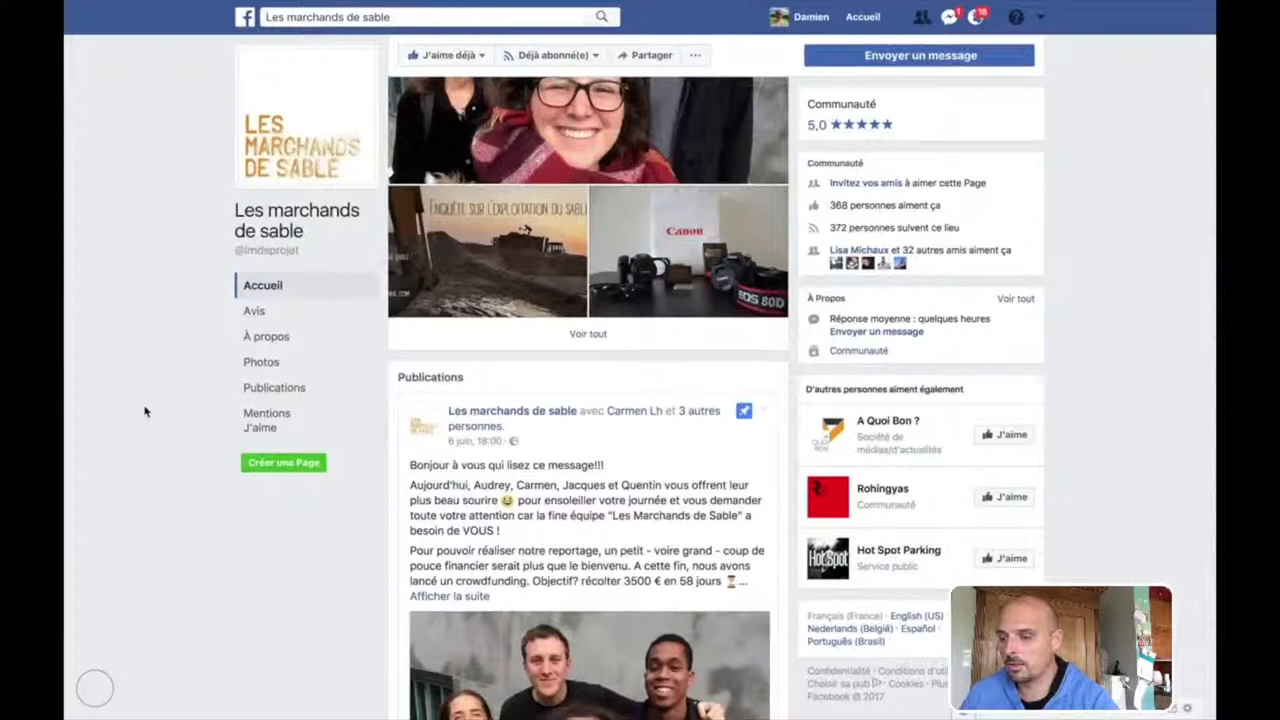 Les marchands de sable
Damien
Accueil
1
18
J'aime déjà
Déjà abonné(e)
Partager
Envoyer un message
LES
MARCHANDS
DE SABLE
Les marchands
de sable
@lmdsprojet
Accueil
Avis
À propos
Photos
Publications
Mentions
J'aime
Créer une Page
ENQUÊTE SUR L'EXPLOITATION DU SABLE
Canon
EOS 80D
Voir tout
Publications
Les marchands de sable avec Carmen Lh et 3 autres
personnes.
6 juin, 18:00 ·
Bonjour à vous qui lisez ce message!!!
Aujourd'hui, Audrey, Carmen, Jacques et Quentin vous offrent leur
plus beau sourire 😂 pour ensoleiller votre journée et vous demander
toute votre attention car la fine équipe "Les Marchands de Sable" a
besoin de VOUS !
Pour pouvoir réaliser notre reportage, un petit - voire grand - coup de
pouce financier serait plus que le bienvenu. A cette fin, nous avons
lancé un crowdfunding. Objectif? récolter 3500 € en 58 jours ⏳...
Afficher la suite
Communauté
5,0 ★★★★★
Communauté
Invitez vos amis à aimer cette Page
368 personnes aiment ça
372 personnes suivent ce lieu
Lisa Michaux et 32 autres amis aiment ça
À Propos
Voir tout
Réponse moyenne : quelques heures
Envoyer un message
Communauté
D'autres personnes aiment également
A Quoi Bon ?
Société de
médias/d'actualités
J'aime
Rohingyas
Communauté
J'aime
HotSpot
Hot Spot Parking
Service public
J'aime
Français (France) · English (US)
Nederlands (België) · Español ·
Português (Brasil)
Confidentialité · Conditions d'util
Choisir sa pub · Cookies · Plus
Facebook © 2017